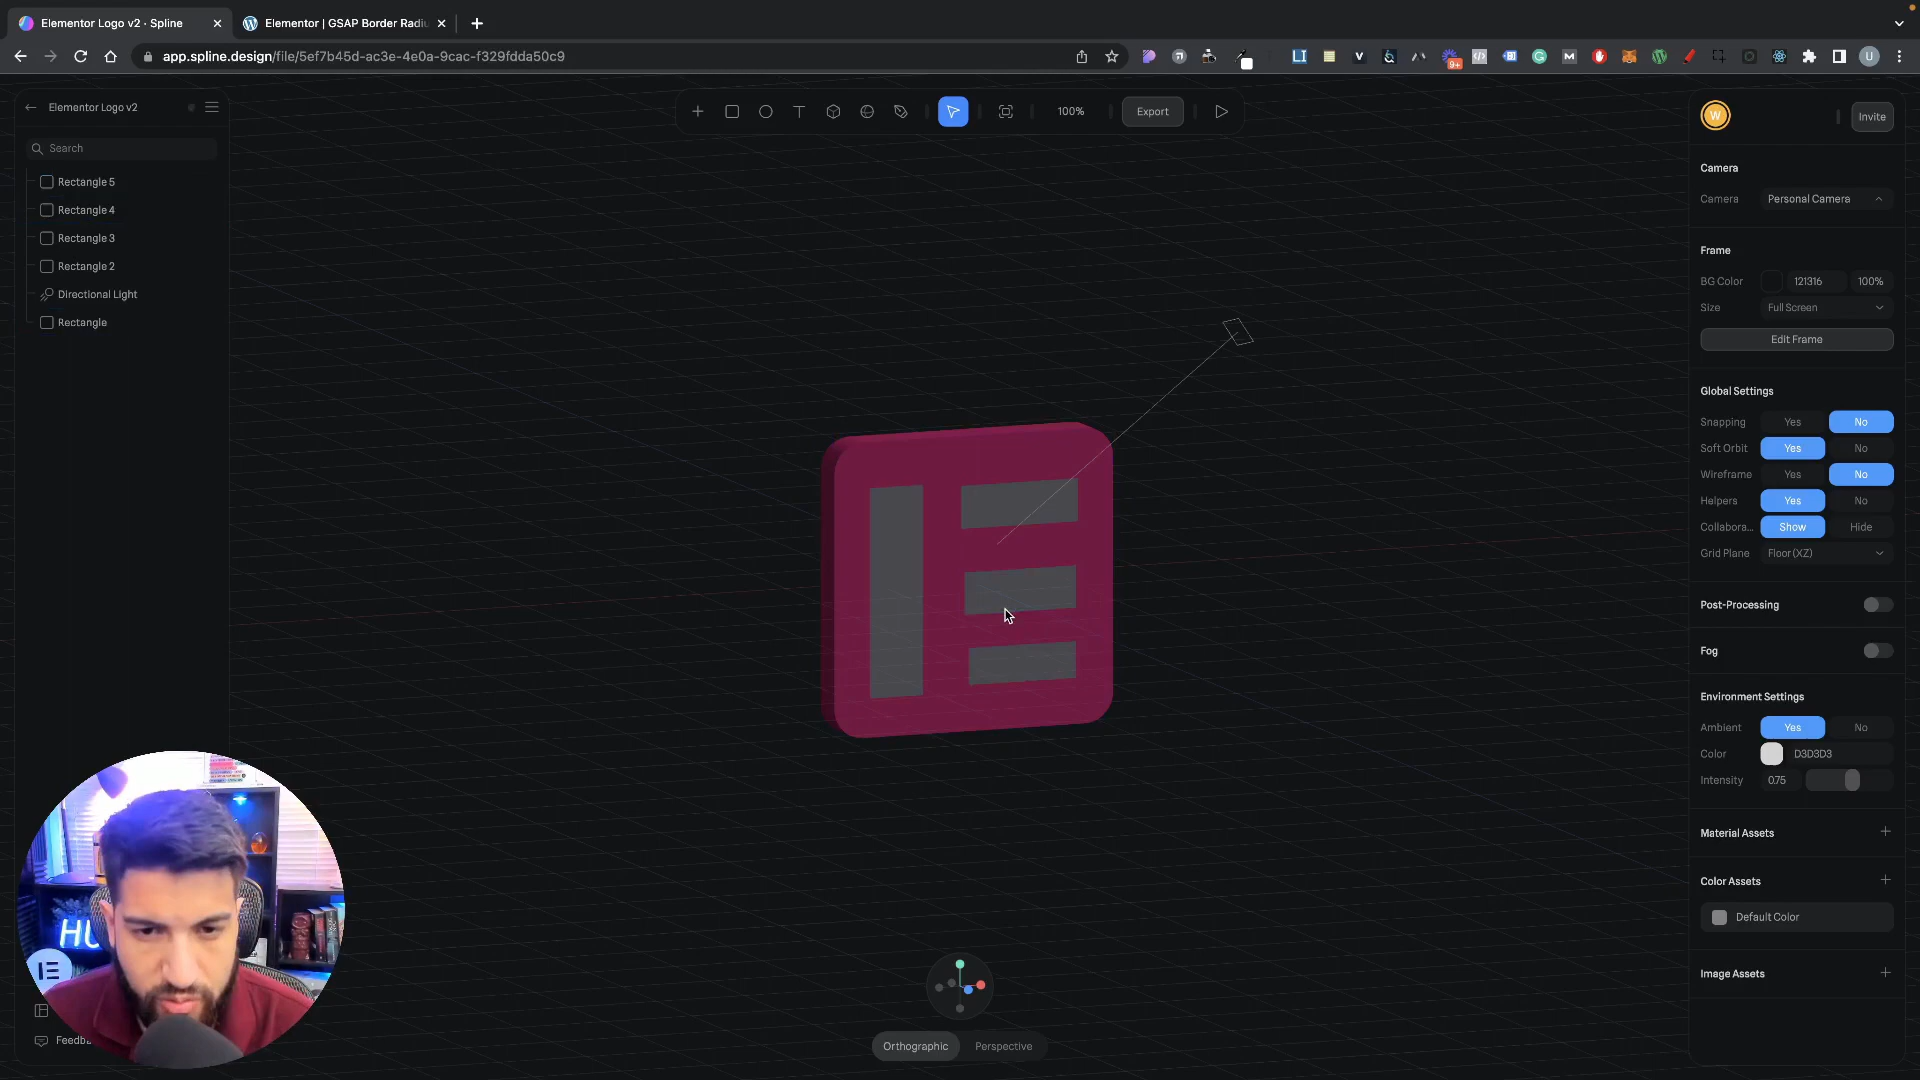 Elementor Logo v2 - Spline
Elementor | GSAP Border Radi
app.spline.design/file/5ef7b45d-ac3e-4e0a-9cac-f329fdda50c9
9+
U
Elementor Logo v2
100%
Export
W
Invite
Search
Rectangle 5
Rectangle 4
Rectangle 3
Rectangle 2
Directional Light
Rectangle
Camera
Camera
Personal Camera
Frame
BG Color
121316
100%
Size
Full Screen
Edit Frame
Global Settings
Snapping
Yes
No
Soft Orbit
Yes
No
Wireframe
Yes
No
Helpers
Yes
No
Collabora...
Show
Hide
Grid Plane
Floor (XZ)
Post-Processing
Fog
Environment Settings
Ambient
Yes
No
Color
D3D3D3
Intensity
0.75
Material Assets
Color Assets
Default Color
Image Assets
HU
Feedba
Orthographic
Perspective